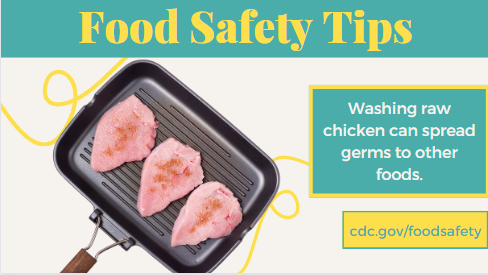 Food Safety Tips
Washing raw
chicken can spread
germs to other
foods.
cdc.gov/foodsafety